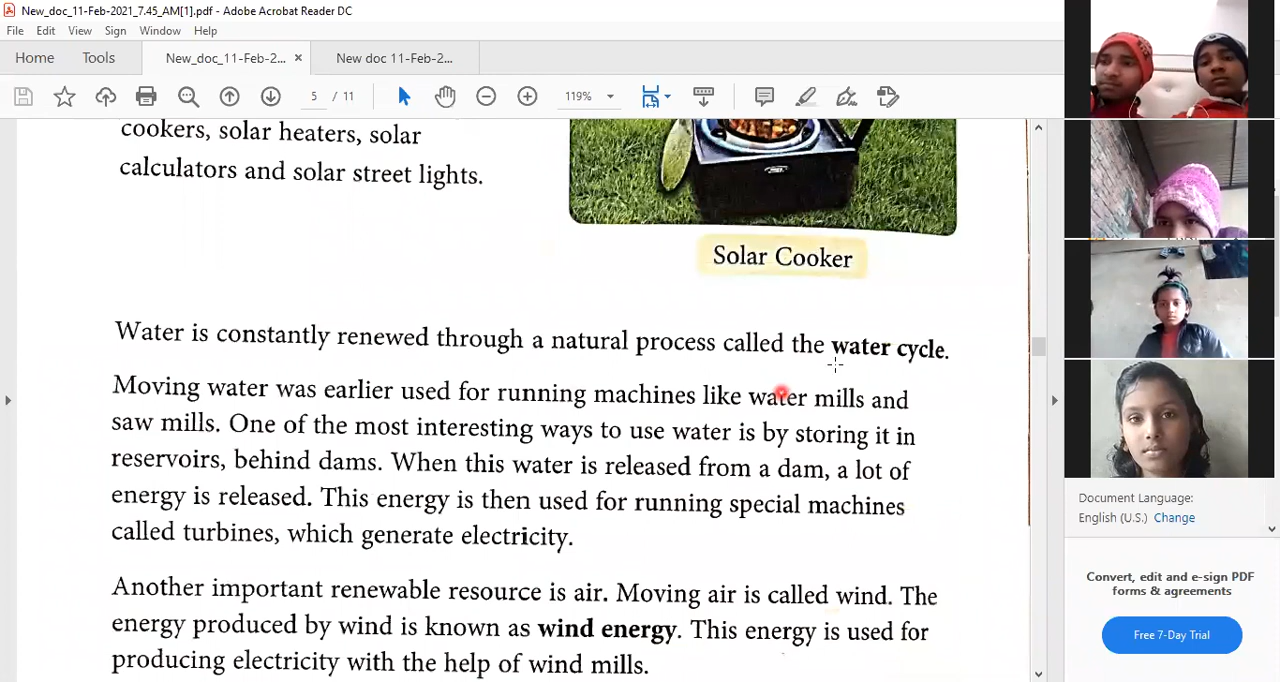 New_doc_11-Feb-2021_7.45_AM[1].pdf - Adobe Acrobat Reader DC
File Edit View Sign Window Help
Home Tools New_doc_11-Feb-2... × New doc 11-Feb-2...
5 / 11 119%
cookers, solar heaters, solar
calculators and solar street lights.
Solar Cooker
Water is constantly renewed through a natural process called the water cycle.
Moving water was earlier used for running machines like water mills and
saw mills. One of the most interesting ways to use water is by storing it in
reservoirs, behind dams. When this water is released from a dam, a lot of
energy is released. This energy is then used for running special machines
called turbines, which generate electricity.
Another important renewable resource is air. Moving air is called wind. The
energy produced by wind is known as wind energy. This energy is used for
producing electricity with the help of wind mills.
Document Language:
English (U.S.) Change
Convert, edit and e-sign PDF
forms & agreements
Free 7-Day Trial